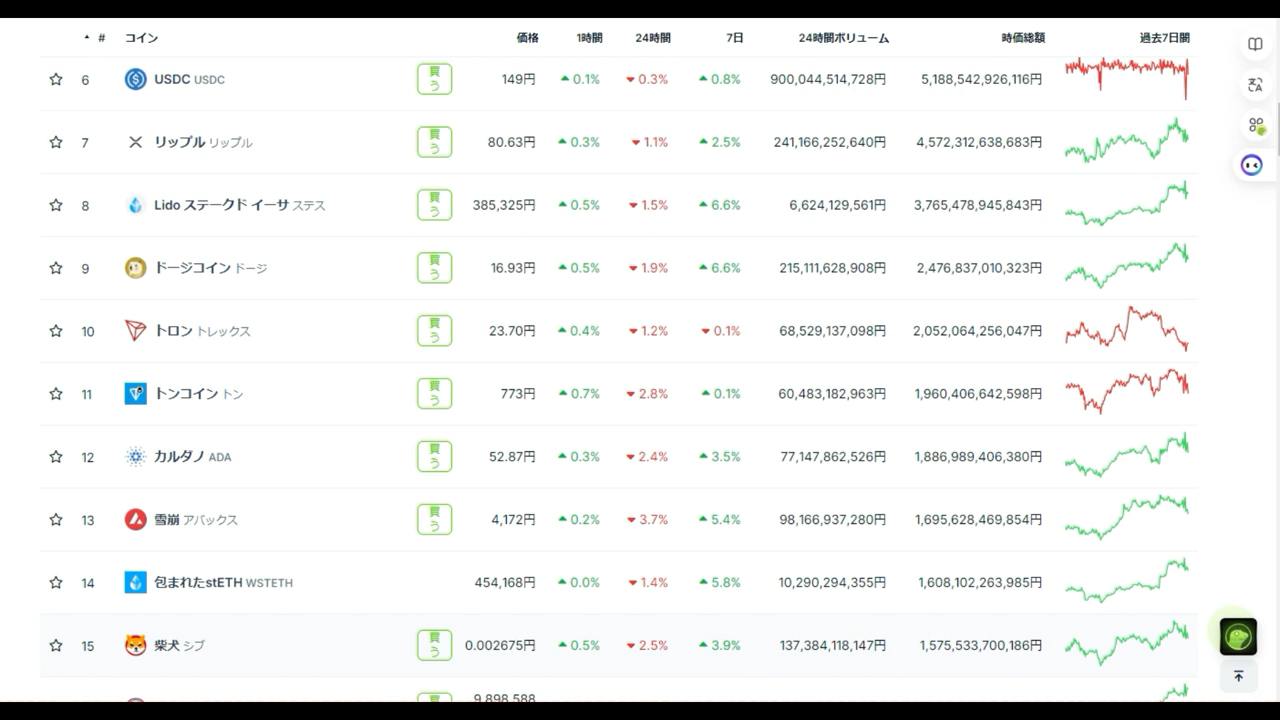 # コイン 価格 1時間 24時間 7日 24時間ボリューム 時価総額 過去7日間
6 USDC USDC 買う 149円 0.1% 0.3% 0.8% 900,044,514,728円 5,188,542,926,116円
7 リップル リップル 買う 80.63円 0.3% 1.1% 2.5% 241,166,252,640円 4,572,312,638,683円
8 Lido ステークド イーサ ステス 買う 385,325円 0.5% 1.5% 6.6% 6,624,129,561円 3,765,478,945,843円
9 ドージコイン ドージ 買う 16.93円 0.5% 1.9% 6.6% 215,111,628,908円 2,476,837,010,323円
10 トロン トレックス 買う 23.70円 0.4% 1.2% 0.1% 68,529,137,098円 2,052,064,256,047円
11 トンコイン トン 買う 773円 0.7% 2.8% 0.1% 60,483,182,963円 1,960,406,642,598円
12 カルダノ ADA 買う 52.87円 0.3% 2.4% 3.5% 77,147,862,526円 1,886,989,406,380円
13 雪崩 アバックス 買う 4,172円 0.2% 3.7% 5.4% 98,166,937,280円 1,695,628,469,854円
14 包まれたstETH WSTETH 454,168円 0.0% 1.4% 5.8% 10,290,294,355円 1,608,102,263,985円
15 柴犬 シブ 買う 0.002675円 0.5% 2.5% 3.9% 137,384,118,147円 1,575,533,700,186円
買 9,898,588